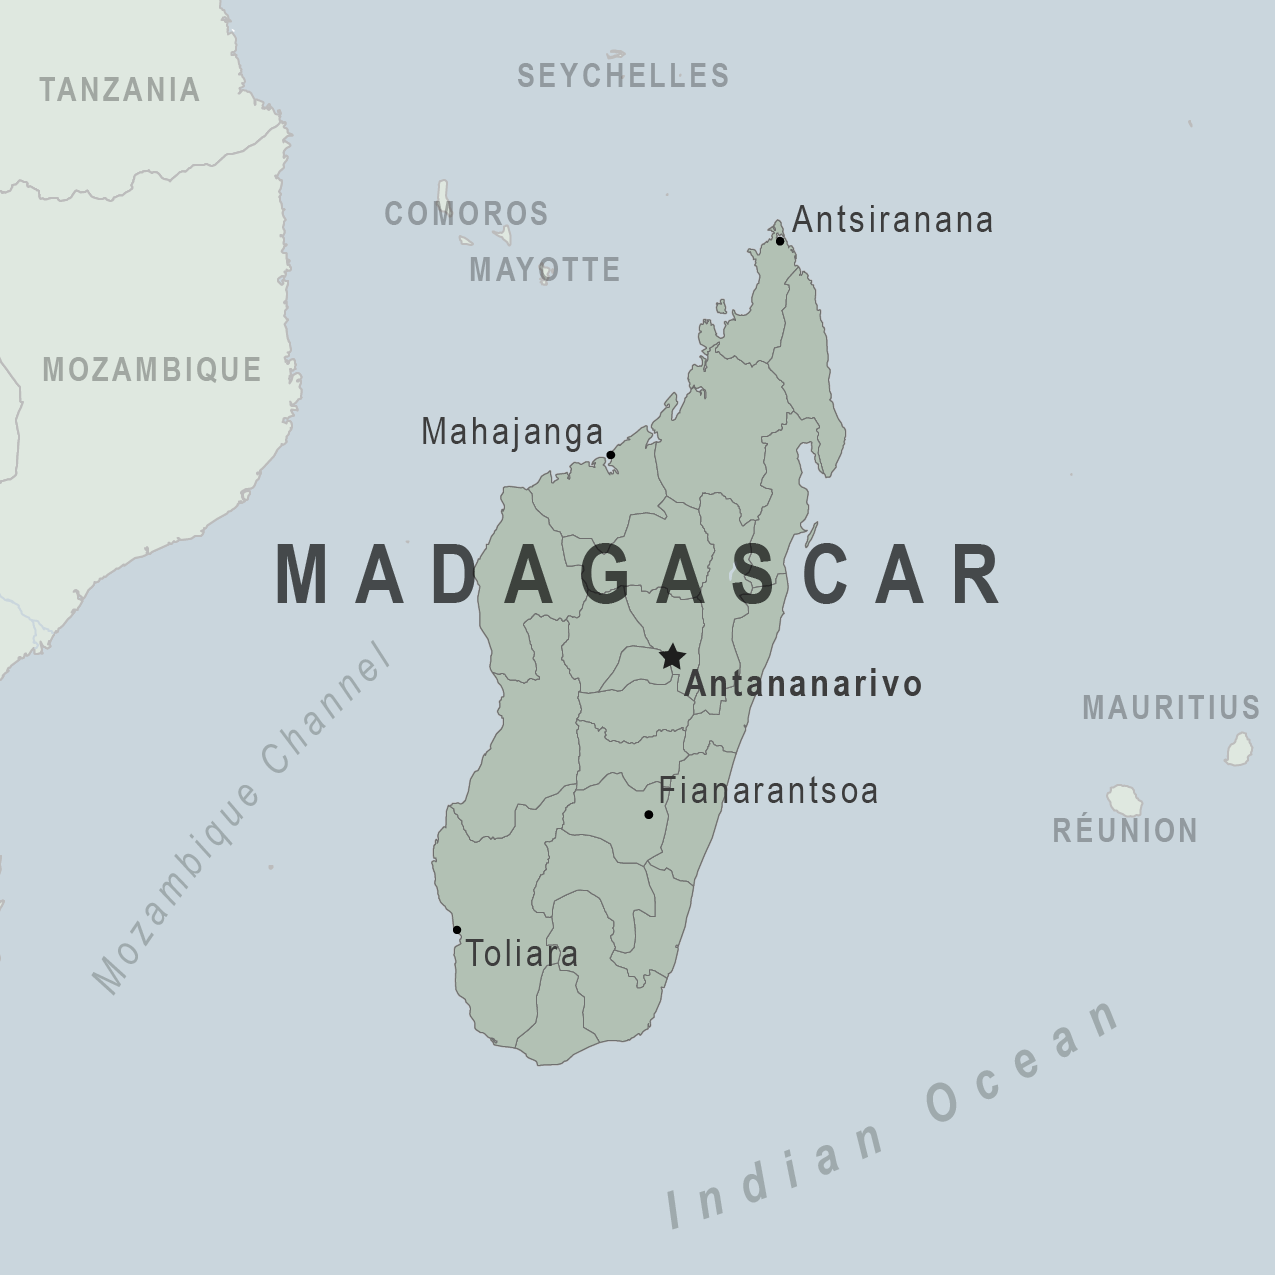 SEYCHELLES
TANZANIA
COMOROS
Antsiranana
MAYOTTE
MOZAMBIQUE
Mahajanga
MADAGASCAR
Antananarivo
MAURITIUS
Mozambique Channel
Fianarantsoa
RÉUNION
Toliara
Indian Ocean